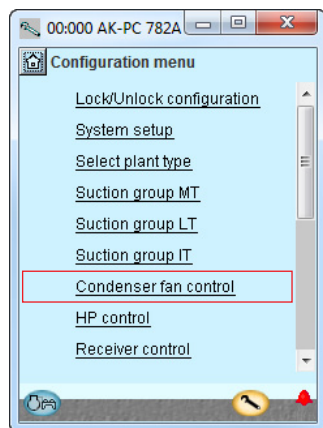 00:000 AK-PC 782A
Configuration menu
Lock/Unlock configuration
System setup
Select plant type
Suction group MT
Suction group LT
Suction group IT
Condenser fan control
HP control
Receiver control